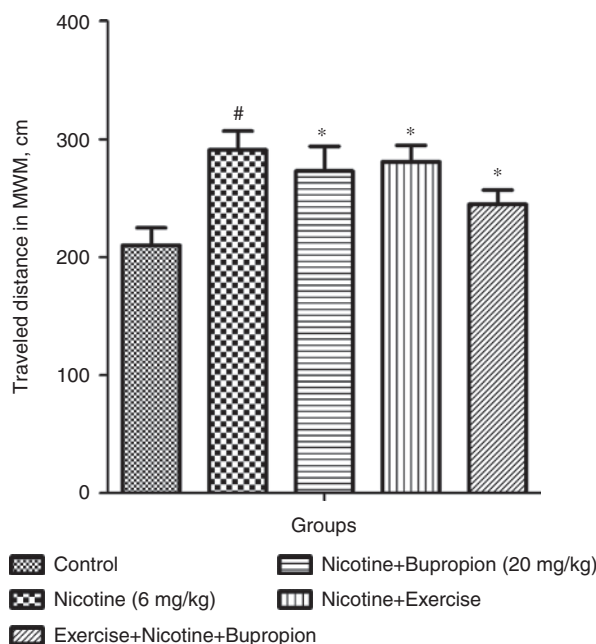 400
300
200
100
0
Traveled distance in MWM, cm
#
*
*
*
Groups
Control
Nicotine+Bupropion (20 mg/kg)
Nicotine (6 mg/kg)
Nicotine+Exercise
Exercise+Nicotine+Bupropion